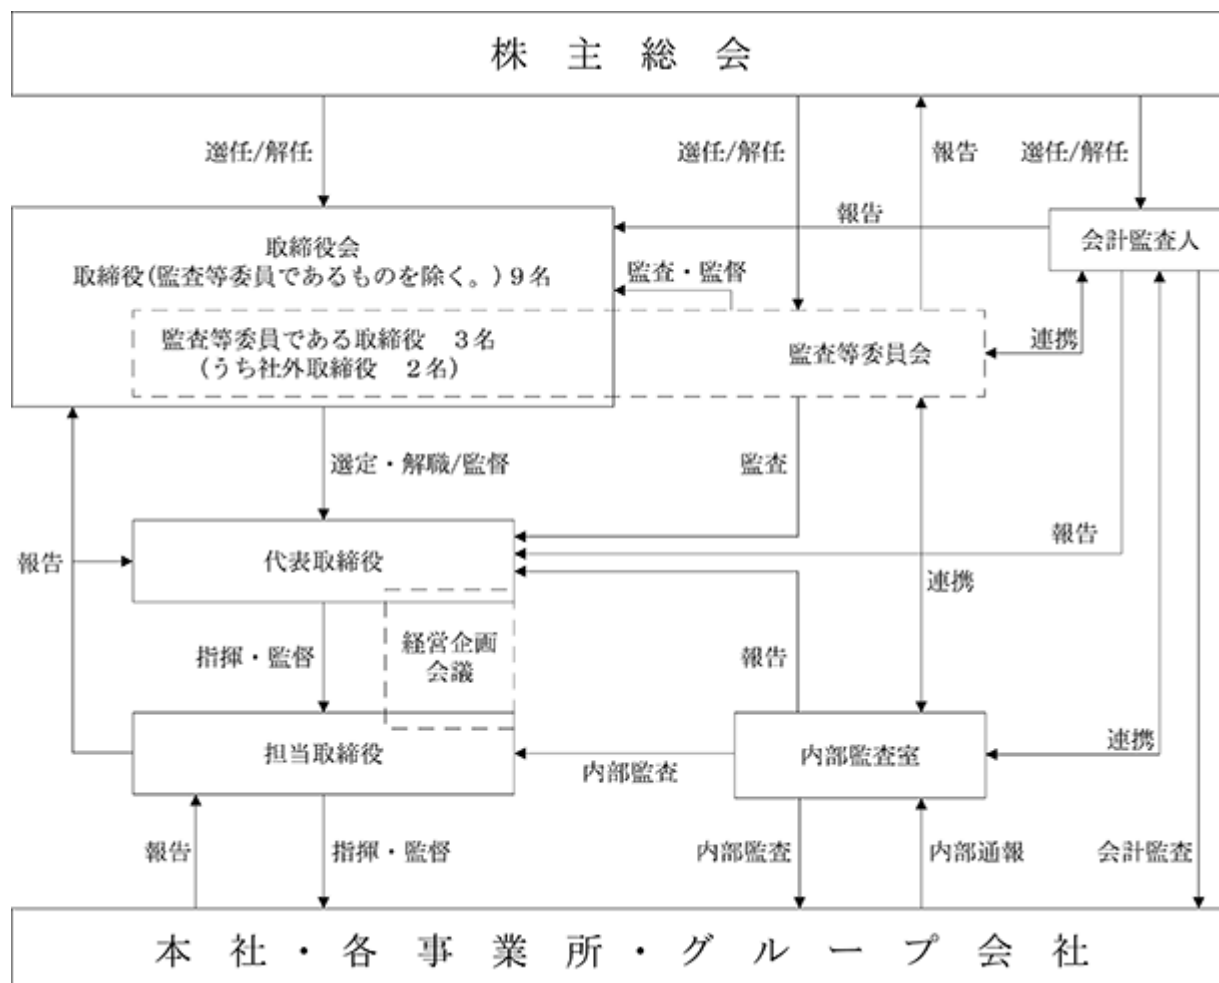 株主総会
選任/解任
選任/解任
報告
選任/解任
報告
会計監査人
取締役会
取締役(監査等委員であるものを除く。)９名
監査・監督
監査等委員である取締役　３名
(うち社外取締役　２名)
監査等委員会
連携
選定・解職/監督
監査
報告
代表取締役
報告
連携
経営企画
会議
指揮・監督
報告
担当取締役
内部監査
内部監査室
連携
報告
指揮・監督
内部監査
内部通報
会計監査
本社・各事業所・グループ会社